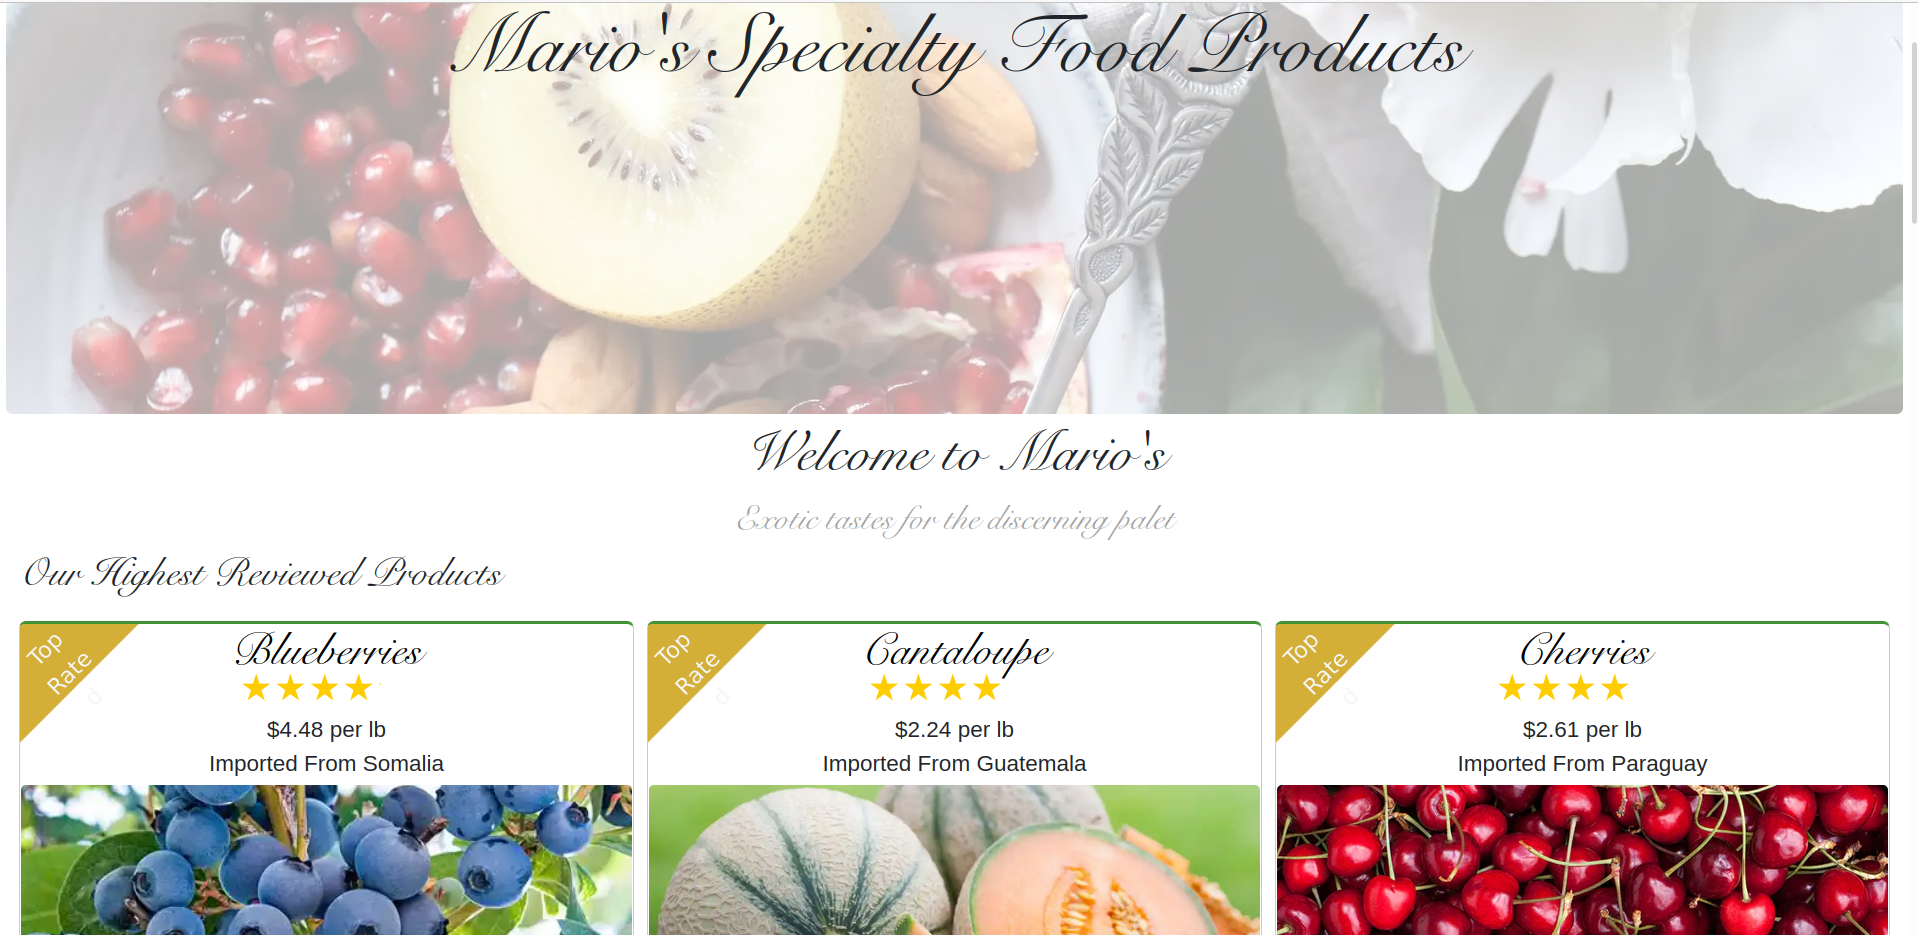 Mario's Specialty Food Products
Welcome to Mario's
Exotic tastes for the discerning palet
Our Highest Reviewed Products
Top
Rate
d
Blueberries
$4.48 per lb
Imported From Somalia
Top
Rate
d
Cantaloupe
$2.24 per lb
Imported From Guatemala
Top
Rate
d
Cherries
$2.61 per lb
Imported From Paraguay